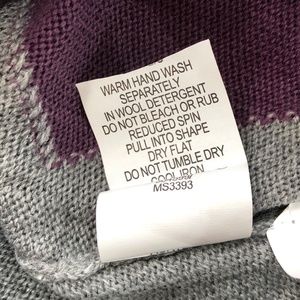 WARM HAND WASH
SEPARATELY
IN WOOL DETERGENT
DO NOT BLEACH OR RUB
REDUCED SPIN
PULL INTO SHAPE
DRY FLAT
DO NOT TUMBLE DRY
COOL IRON
MS3393